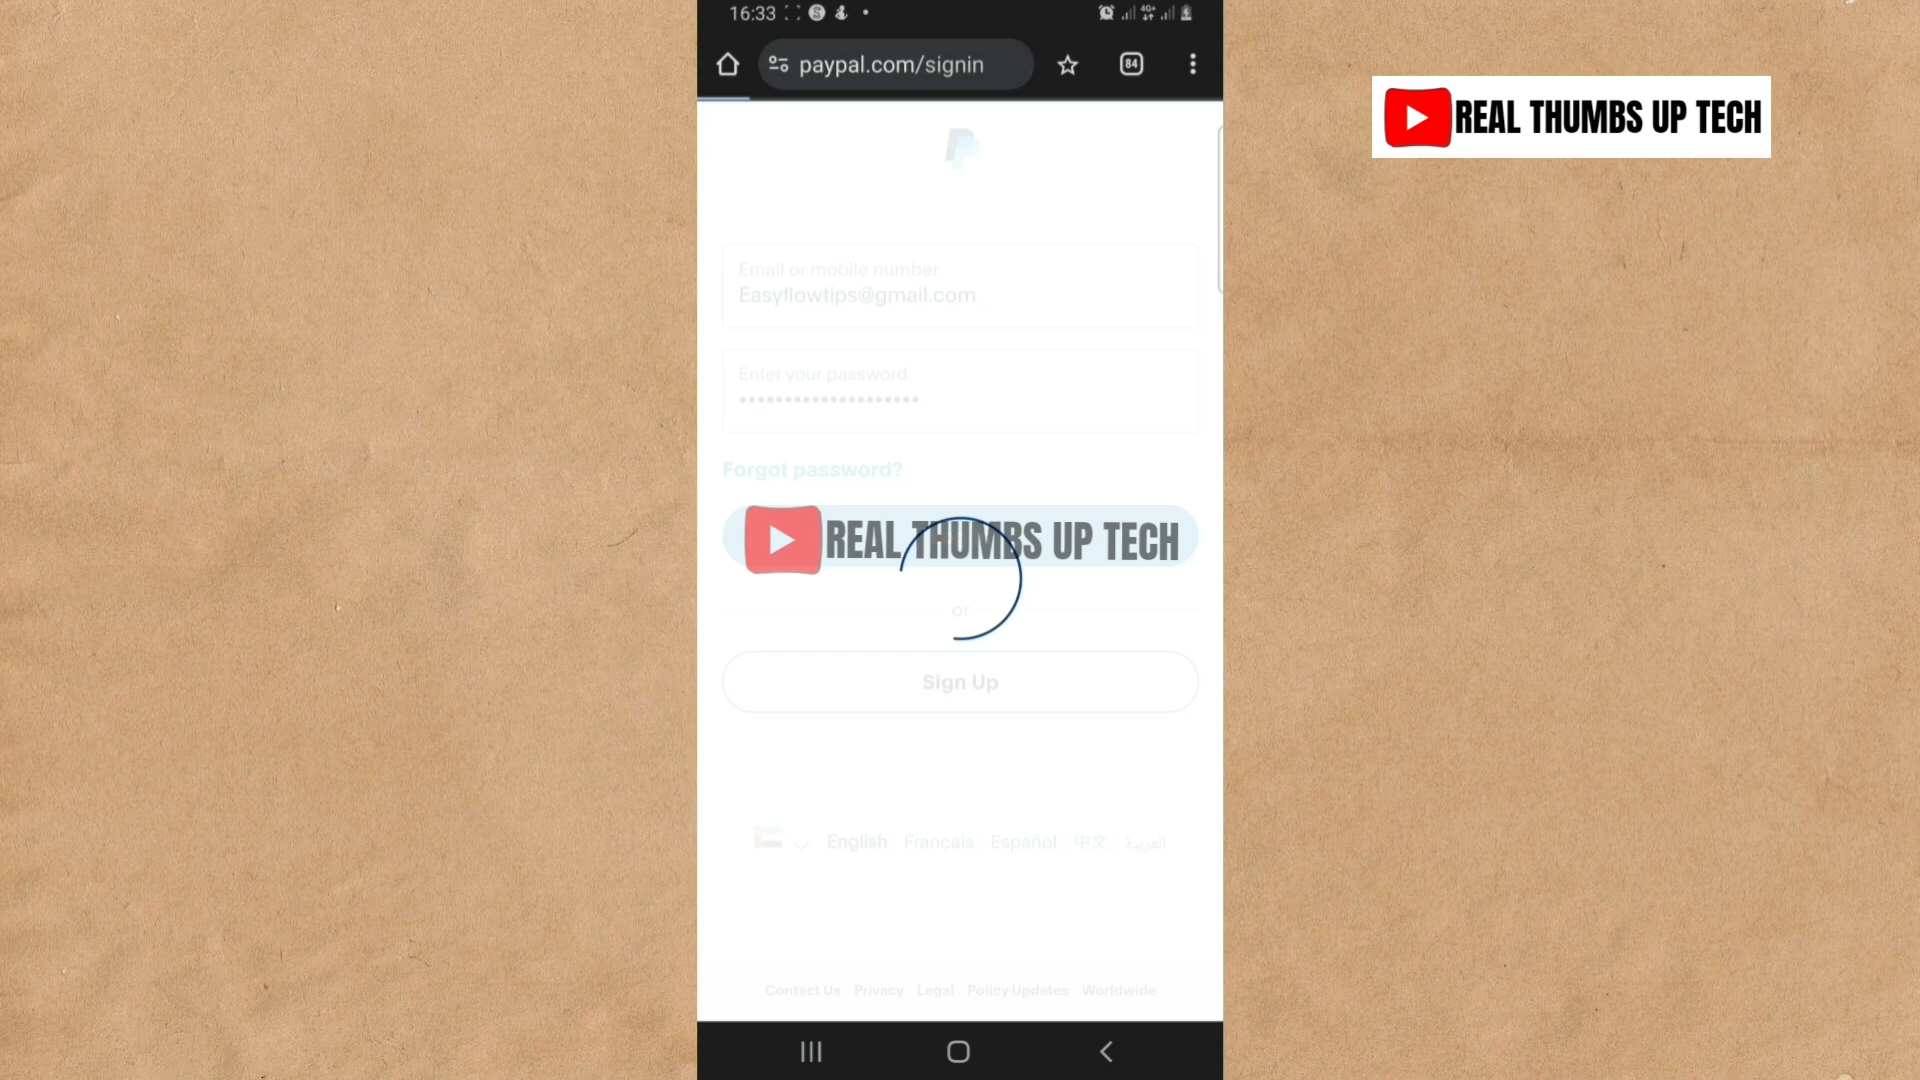 16:33
4G+
paypal.com/signin
84
REAL THUMBS UP TECH
Email or mobile number
Easyflowtips@gmail.com
Enter your password
Forgot password?
REAL THUMBS UP TECH
or
Sign Up
English Français Español 中文 العربية
Contact Us Privacy Legal Policy Updates Worldwide